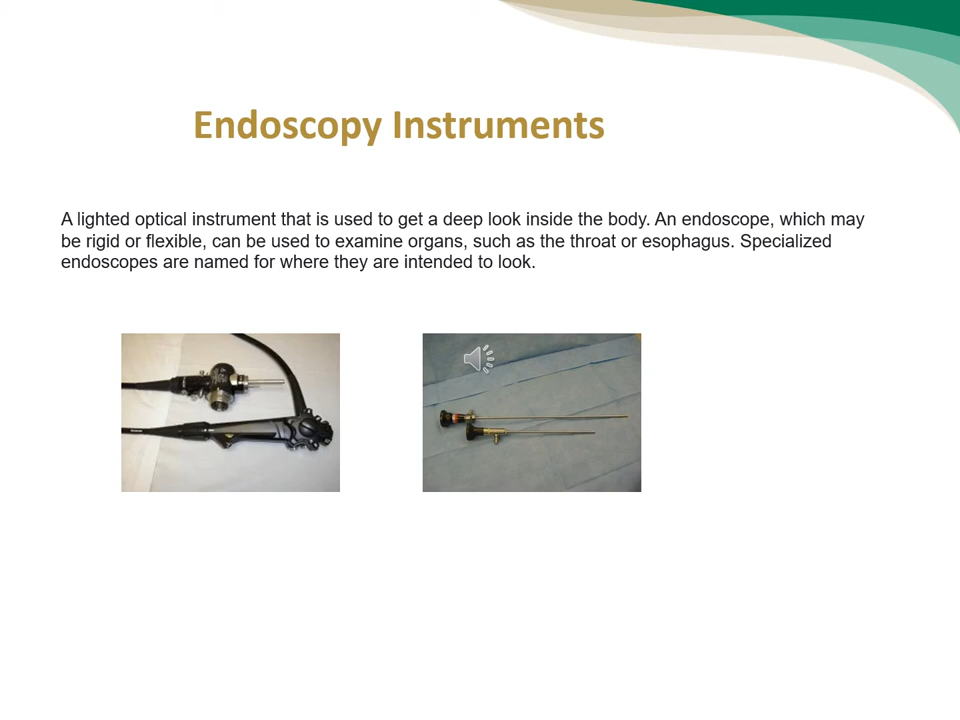 Endoscopy Instruments
A lighted optical instrument that is used to get a deep look inside the body. An endoscope, which may
be rigid or flexible, can be used to examine organs, such as the throat or esophagus. Specialized
endoscopes are named for where they are intended to look.